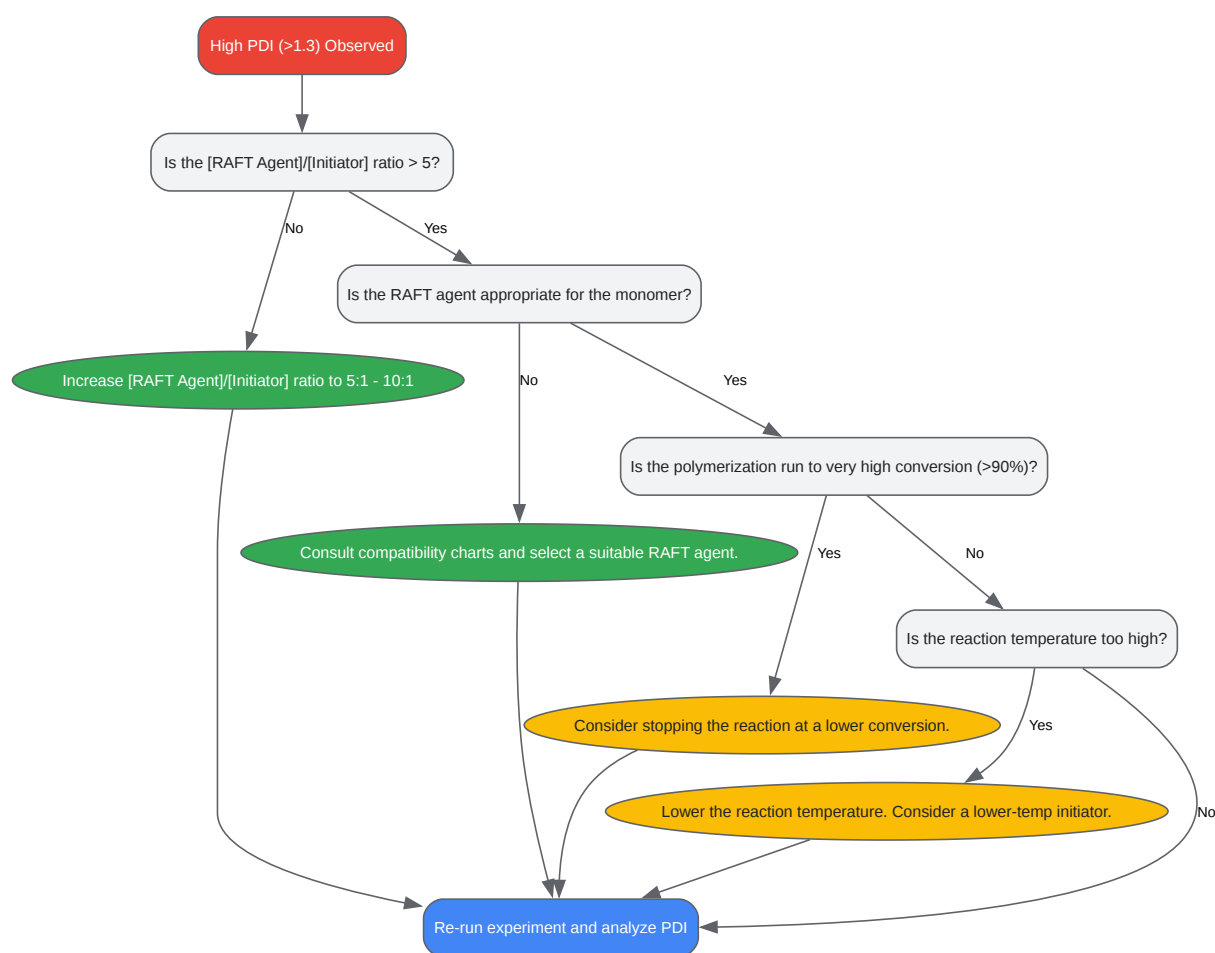 High PDI (>1.3) Observed
Is the [RAFT Agent]/[Initiator] ratio > 5?
No
Yes
Is the RAFT agent appropriate for the monomer?
Increase [RAFT Agent]/[Initiator] ratio to 5:1 - 10:1
No
Yes
Is the polymerization run to very high conversion (>90%)?
Consult compatibility charts and select a suitable RAFT agent.
Yes
No
Is the reaction temperature too high?
Consider stopping the reaction at a lower conversion.
Yes
Lower the reaction temperature. Consider a lower-temp initiator.
No
Re-run experiment and analyze PDI